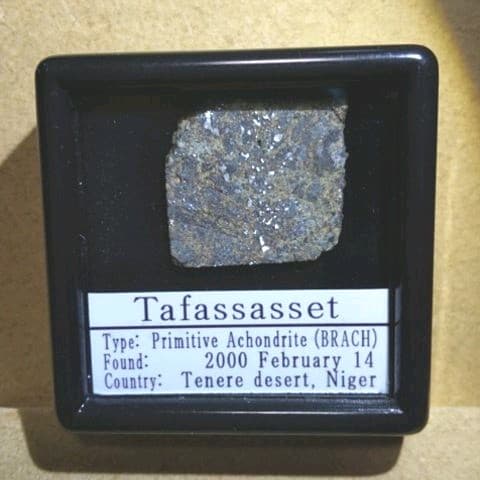 Tafassasset
Type: Primitive Achondrite (BRACH)
Found: 2000 February 14
Country: Tenere desert, Niger